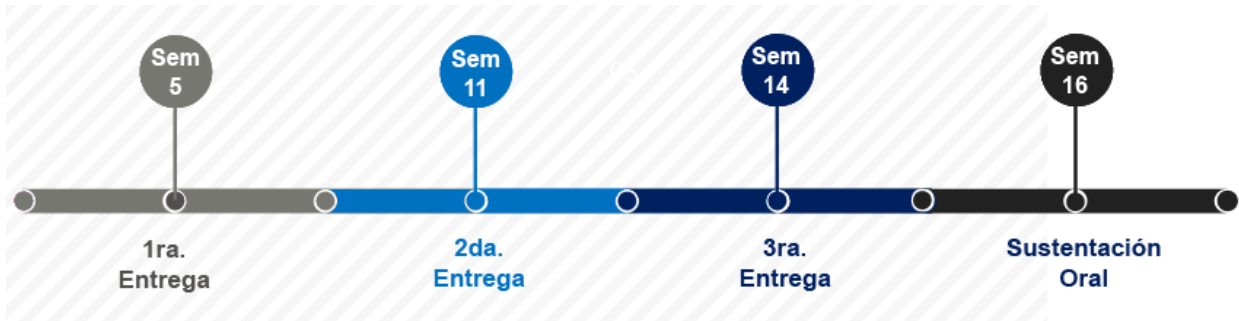 Sem
5
Sem
11
Sem
14
Sem
16
1ra.
Entrega
2da.
Entrega
3ra.
Entrega
Sustentación
Oral